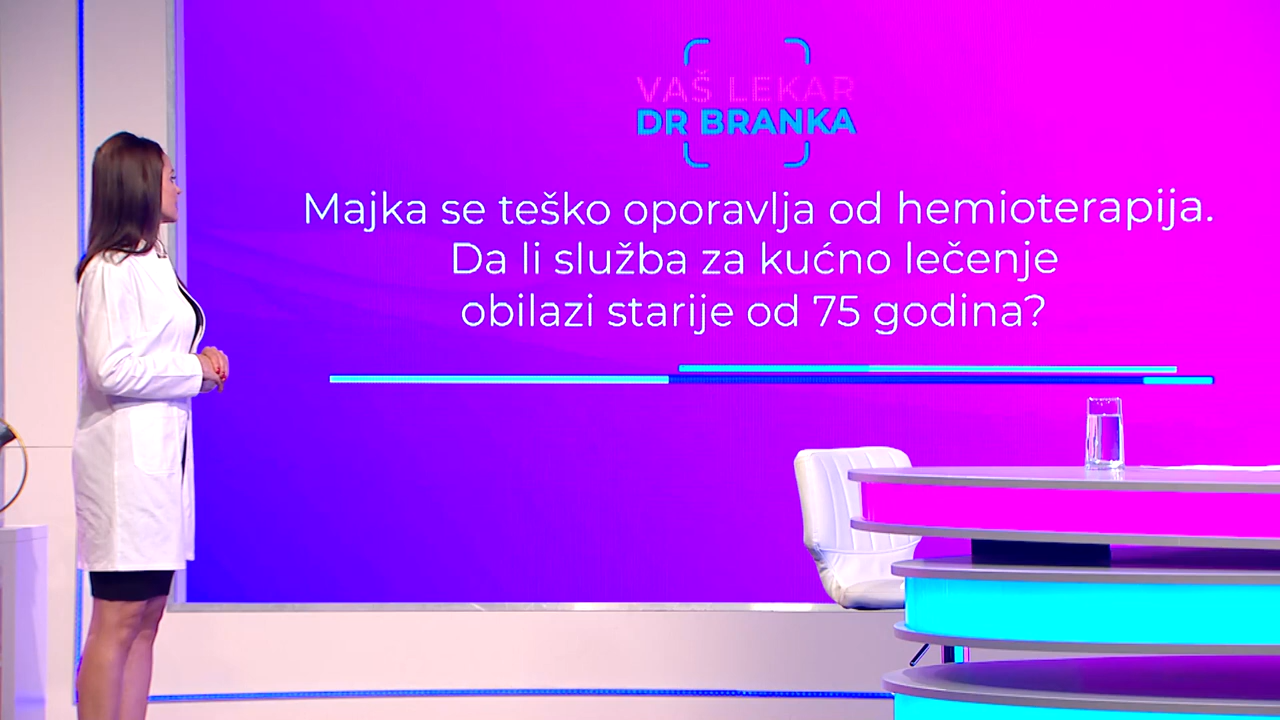 VAŠ LEKAR
DR BRANKA
Majka se teško oporavlja od hemioterapija.
Da li služba za kućno lečenje
obilazi starije od 75 godina?